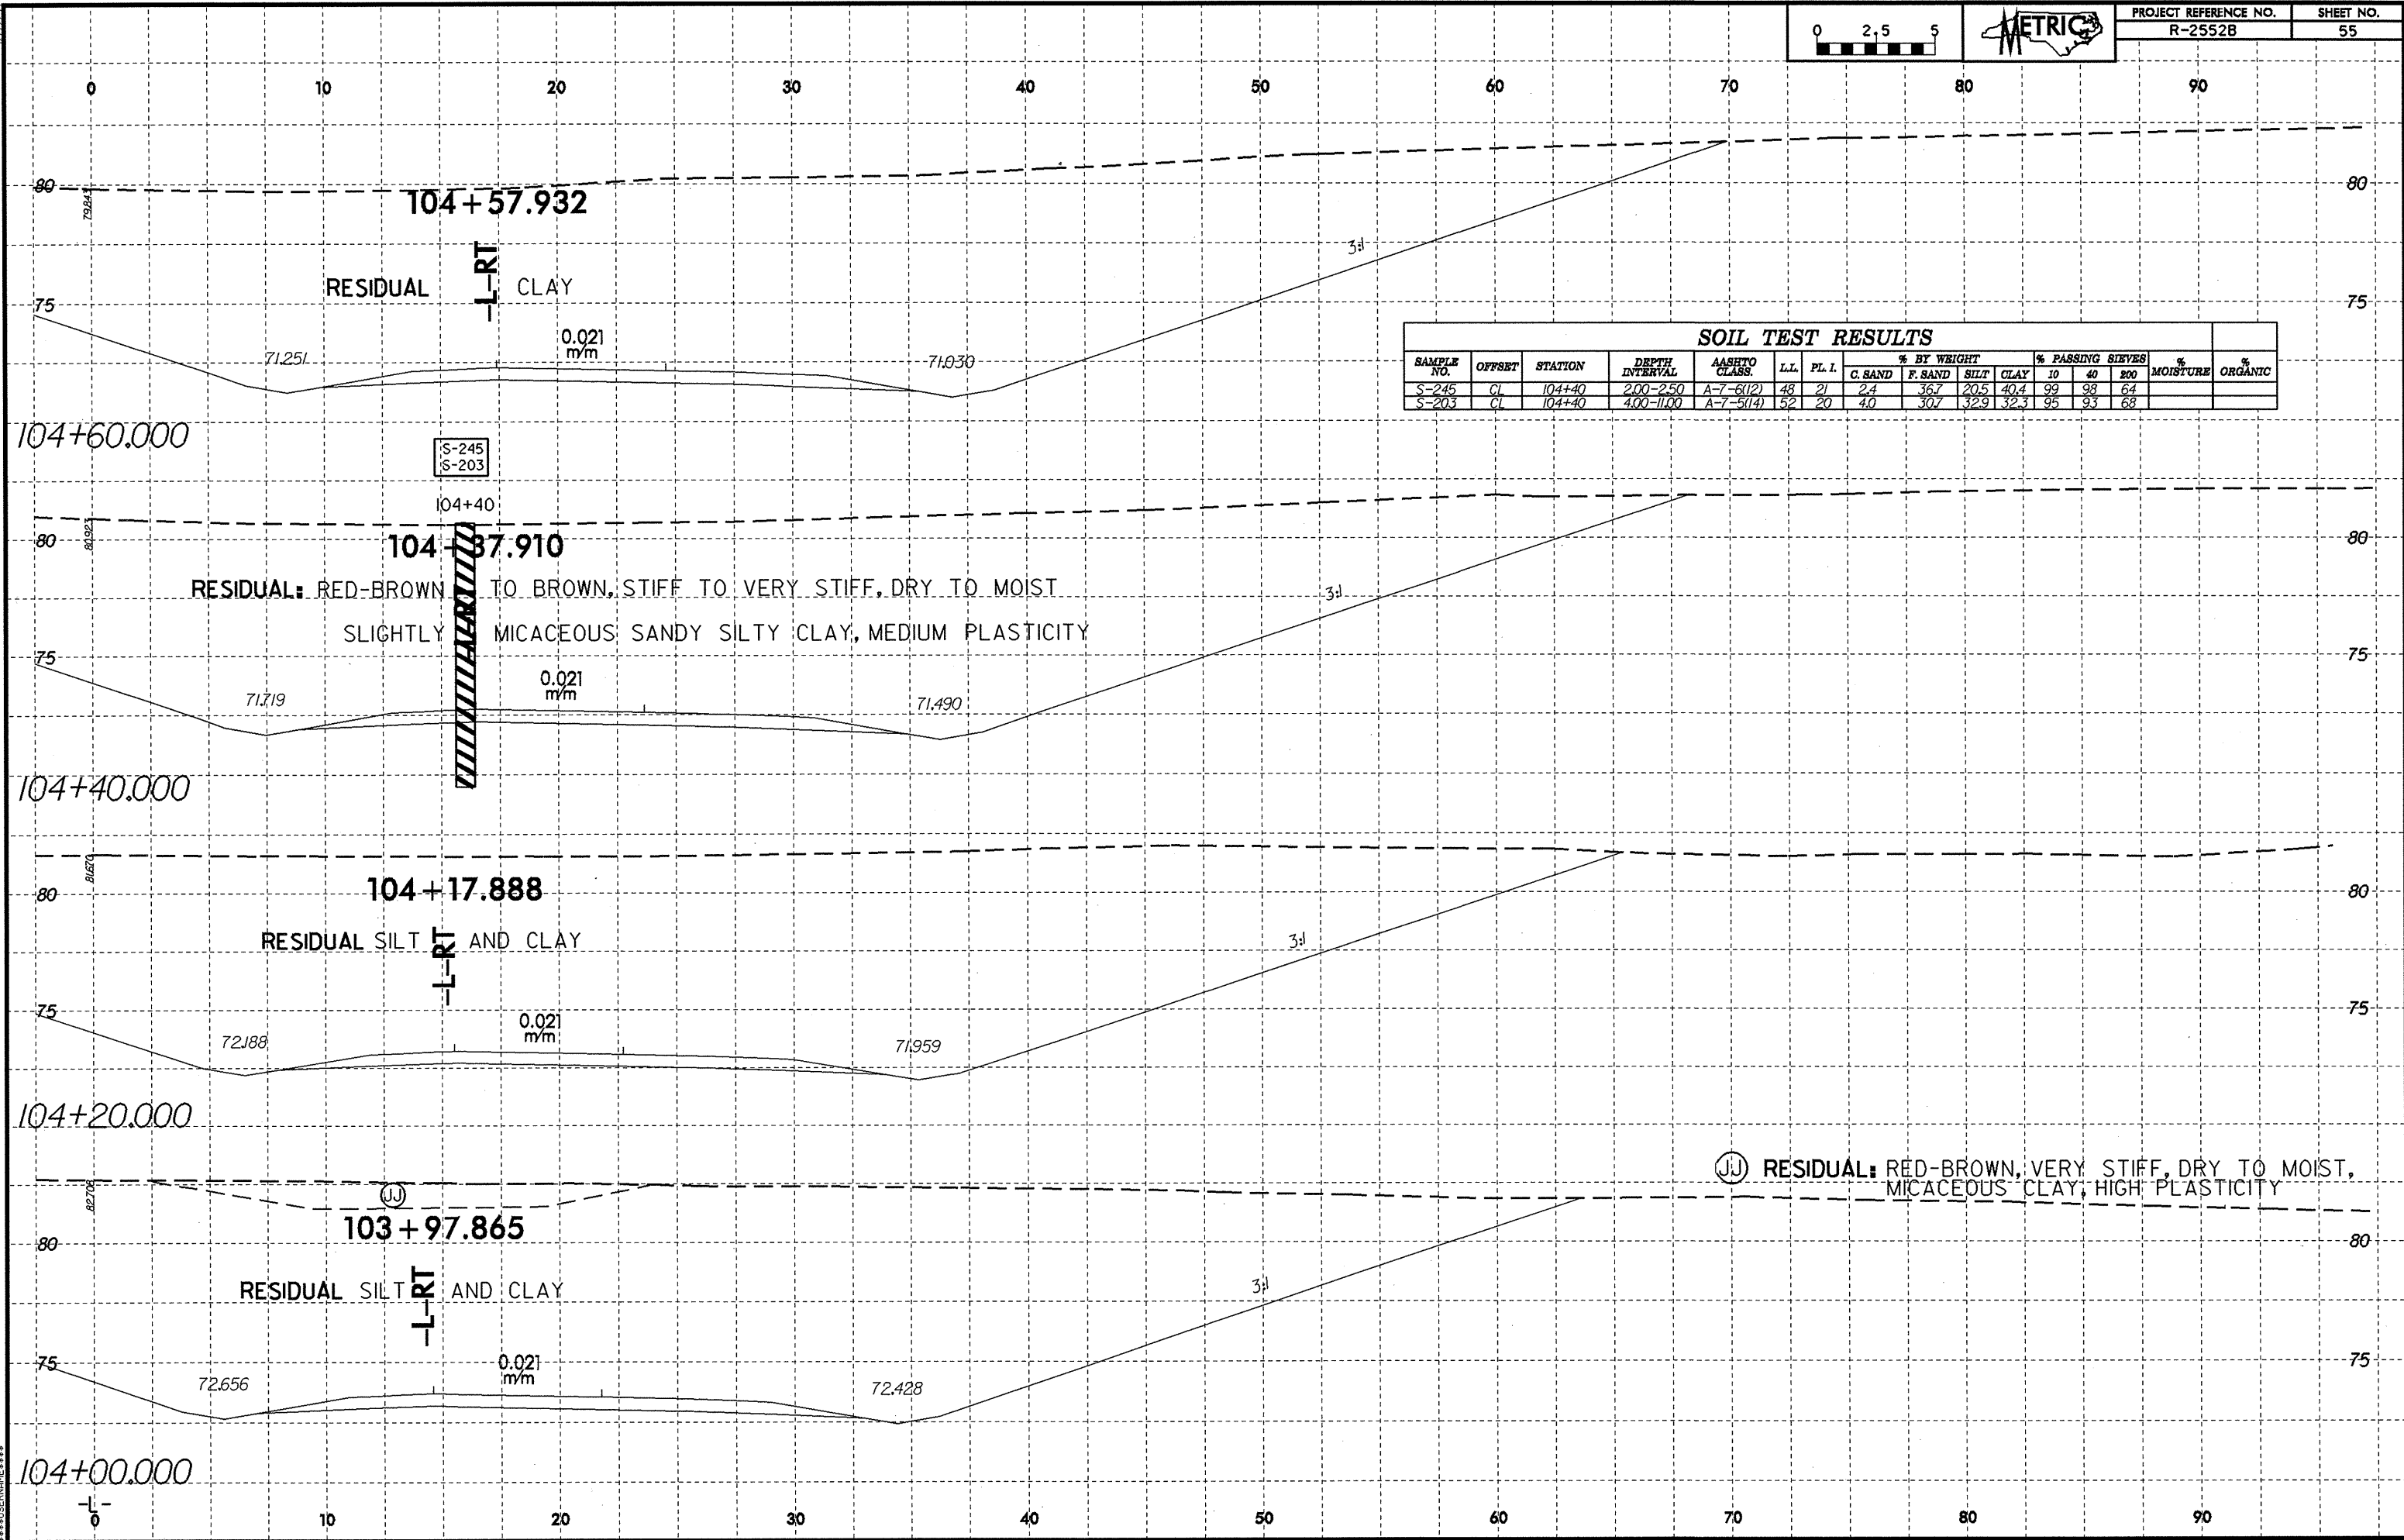 0 2.5 5
METRIC
PROJECT REFERENCE NO. SHEET NO.
R-2552B 55
0 10 20 30 40 50 60 70 80 90
80 80
79.843
104+57.932
-L-RT
RESIDUAL CLAY
75 75
0.021
m/m
71.251 71.030
SOIL TEST RESULTS
SAMPLE NO. OFFSET STATION DEPTH INTERVAL AASHTO CLASS. L.L. PL. I. % BY WEIGHT % PASSING SIEVES % MOISTURE % ORGANIC
C. SAND F. SAND SILT CLAY 10 40 200
S-245 CL 104+40 2.00-2.50 A-7-6(12) 48 21 2.4 36.7 20.5 40.4 99 98 64
S-203 CL 104+40 4.00-11.00 A-7-5(14) 52 20 4.0 30.7 32.9 32.3 95 93 68
104+60.000
S-245
S-203
104+40
80 80
80.923
104+37.910
RESIDUAL: RED-BROWN TO BROWN, STIFF TO VERY STIFF, DRY TO MOIST
SLIGHTLY MICACEOUS SANDY SILTY CLAY, MEDIUM PLASTICITY
-L-RT
3:1
3:1
75 75
0.021
m/m
71.719 71.490
104+40.000
81.670
80 80
104+17.888
RESIDUAL SILT AND CLAY
-L-RT
3:1
75 75
0.021
m/m
72.188 71.959
104+20.000
JJ RESIDUAL: RED-BROWN, VERY STIFF, DRY TO MOIST,
MICACEOUS CLAY, HIGH PLASTICITY
JJ
82.706
103+97.865
80 80
RESIDUAL SILT AND CLAY
-L-RT
3:1
75 75
0.021
m/m
72.656 72.428
104+00.000
-L-
0 10 20 30 40 50 60 70 80 90